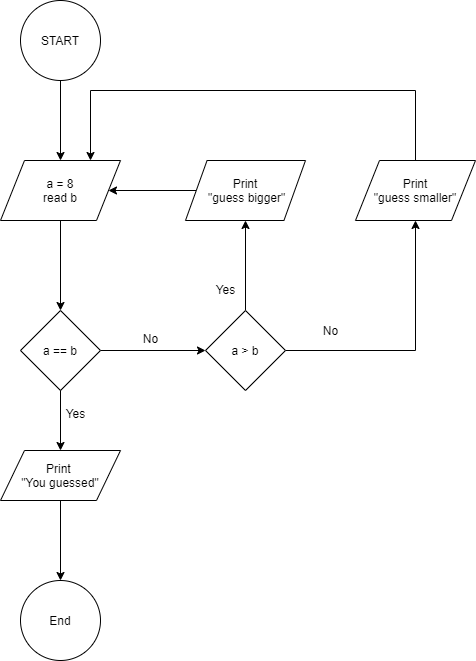 START
a = 8
read b
Print
"guess bigger"
Print
"guess smaller"
Yes
No
No
a == b
a > b
Yes
Print
"You guessed"
End